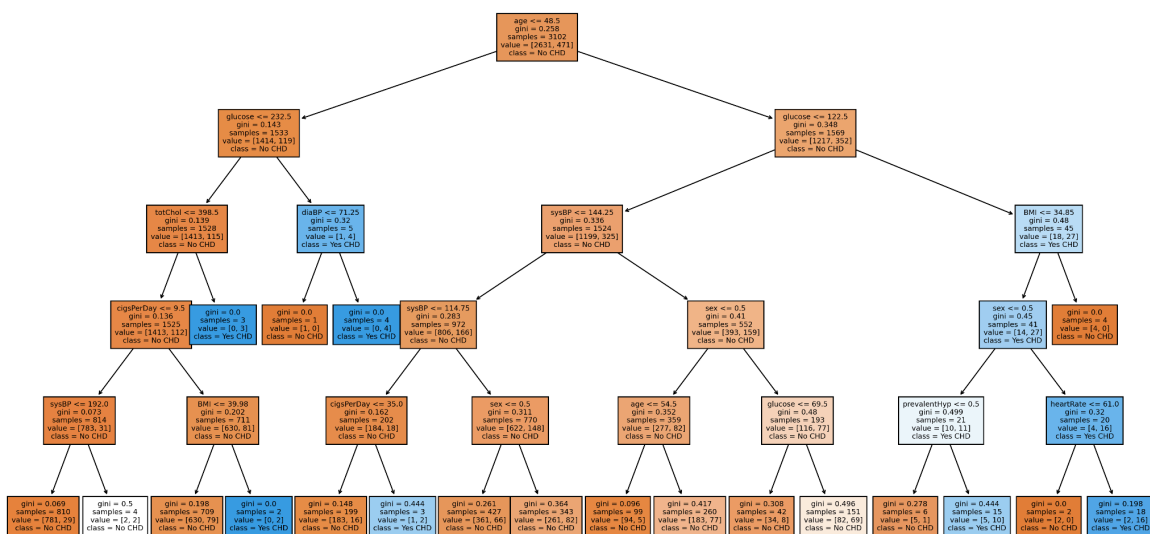 age <= 48.5
gini = 0.258
samples = 3102
value = [2631, 471]
class = No CHD
glucose <= 232.5
gini = 0.143
samples = 1533
value = [1414, 119]
class = No CHD
glucose <= 122.5
gini = 0.348
samples = 1569
value = [1217, 352]
class = No CHD
totChol <= 398.5
gini = 0.139
samples = 1528
value = [1413, 115]
class = No CHD
diaBP <= 71.25
gini = 0.32
samples = 5
value = [1, 4]
class = Yes CHD
sysBP <= 144.25
gini = 0.336
samples = 1524
value = [1199, 325]
class = No CHD
BMI <= 34.85
gini = 0.48
samples = 45
value = [18, 27]
class = Yes CHD
cigsPerDay <= 9.5
gini = 0.136
samples = 1525
value = [1413, 112]
class = No CHD
gini = 0.0
samples = 3
value = [0, 3]
class = Yes CHD
gini = 0.0
samples = 1
value = [1, 0]
class = No CHD
gini = 0.0
samples = 4
value = [0, 4]
class = Yes CHD
sysBP <= 114.75
gini = 0.283
samples = 972
value = [806, 166]
class = No CHD
sex <= 0.5
gini = 0.41
samples = 552
value = [393, 159]
class = No CHD
sex <= 0.5
gini = 0.45
samples = 41
value = [14, 27]
class = Yes CHD
gini = 0.0
samples = 4
value = [4, 0]
class = No CHD
sysBP <= 192.0
gini = 0.073
samples = 814
value = [783, 31]
class = No CHD
BMI <= 39.98
gini = 0.202
samples = 711
value = [630, 81]
class = No CHD
cigsPerDay <= 35.0
gini = 0.162
samples = 202
value = [184, 18]
class = No CHD
sex <= 0.5
gini = 0.311
samples = 770
value = [622, 148]
class = No CHD
age <= 54.5
gini = 0.352
samples = 359
value = [277, 82]
class = No CHD
glucose <= 69.5
gini = 0.48
samples = 193
value = [116, 77]
class = No CHD
prevalentHyp <= 0.5
gini = 0.499
samples = 21
value = [10, 11]
class = Yes CHD
heartRate <= 61.0
gini = 0.32
samples = 20
value = [4, 16]
class = Yes CHD
gini = 0.069
samples = 810
value = [781, 29]
class = No CHD
gini = 0.5
samples = 4
value = [2, 2]
class = No CHD
gini = 0.198
samples = 709
value = [630, 79]
class = No CHD
gini = 0.0
samples = 2
value = [0, 2]
class = Yes CHD
gini = 0.148
samples = 199
value = [183, 16]
class = No CHD
gini = 0.444
samples = 3
value = [1, 2]
class = Yes CHD
gini = 0.261
samples = 427
value = [361, 66]
class = No CHD
gini = 0.364
samples = 343
value = [261, 82]
class = No CHD
gini = 0.096
samples = 99
value = [94, 5]
class = No CHD
gini = 0.417
samples = 260
value = [183, 77]
class = No CHD
gini = 0.308
samples = 42
value = [34, 8]
class = No CHD
gini = 0.496
samples = 151
value = [82, 69]
class = No CHD
gini = 0.278
samples = 6
value = [5, 1]
class = No CHD
gini = 0.444
samples = 15
value = [5, 10]
class = Yes CHD
gini = 0.0
samples = 2
value = [2, 0]
class = No CHD
gini = 0.198
samples = 18
value = [2, 16]
class = Yes CHD